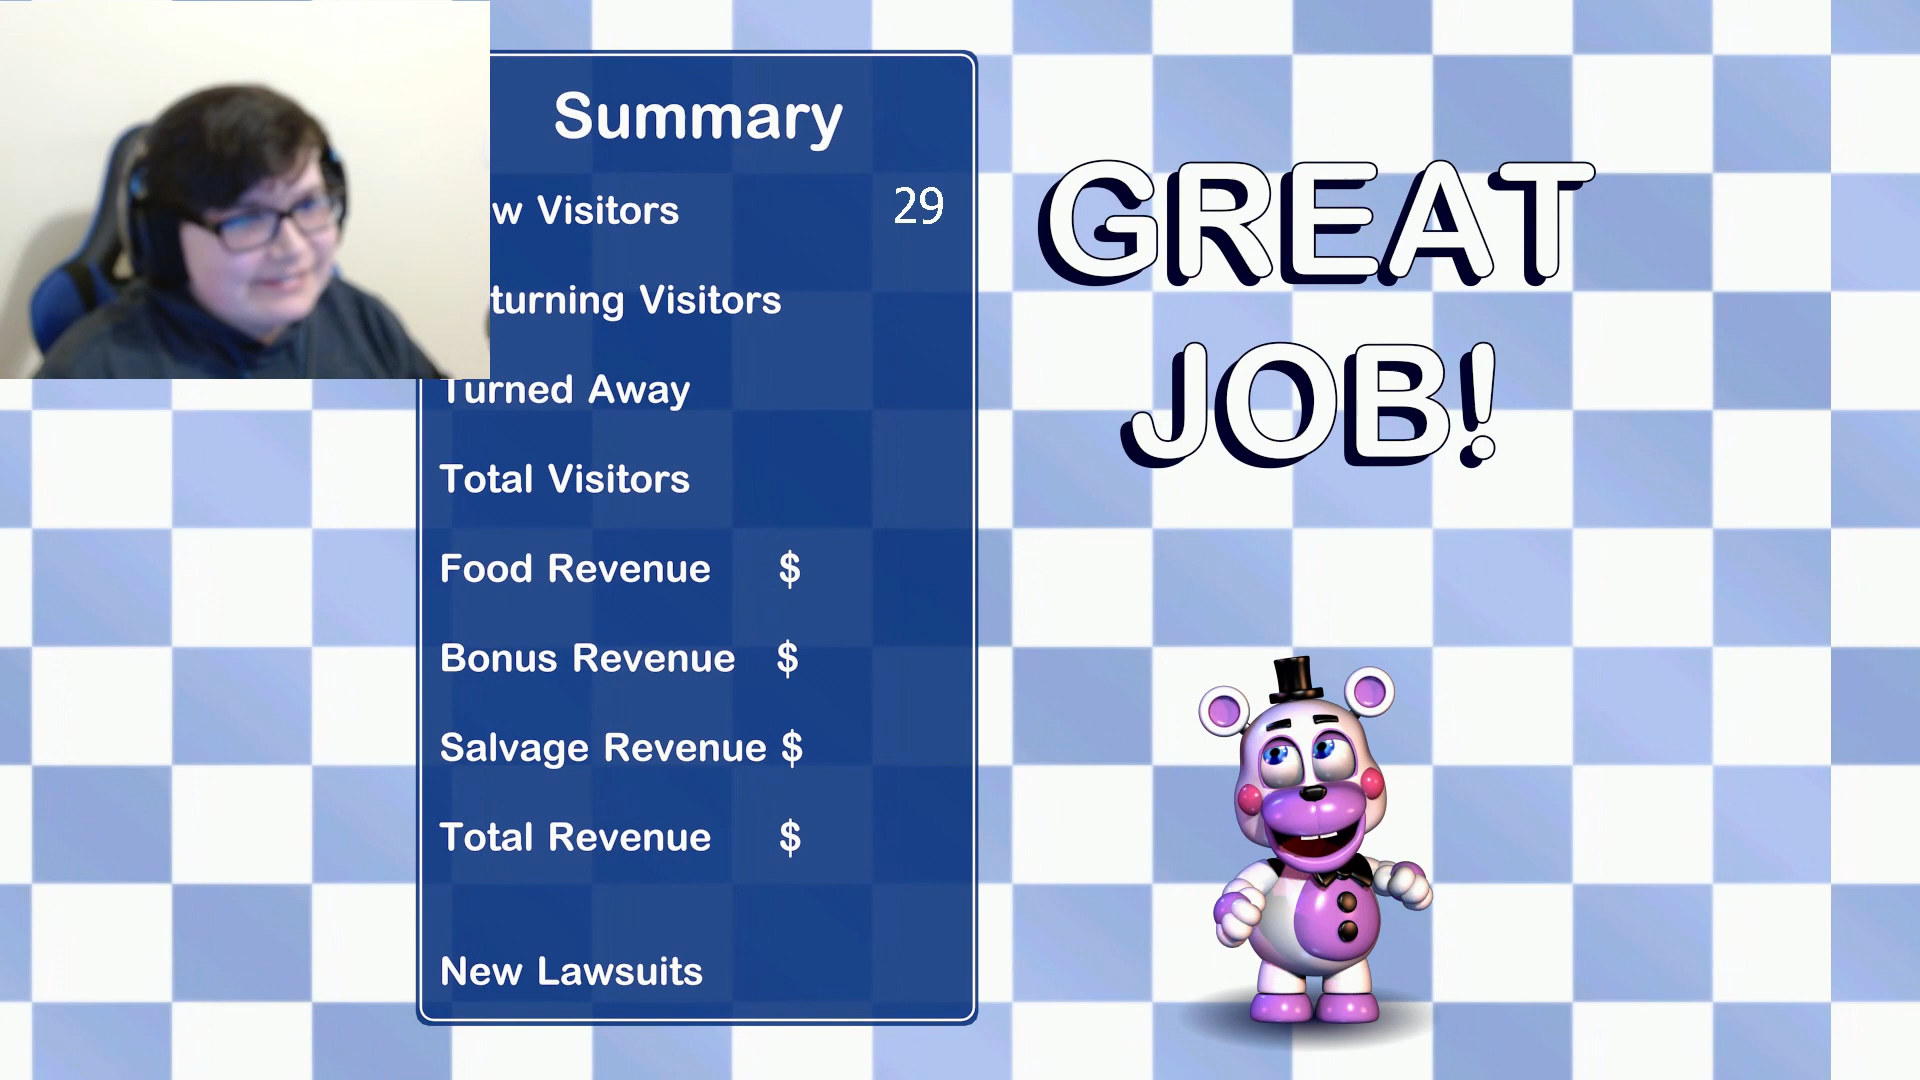 Summary
w Visitors 29
turning Visitors
Turned Away
Total Visitors
Food Revenue $
Bonus Revenue $
Salvage Revenue $
Total Revenue $
New Lawsuits
GREAT
JOB!